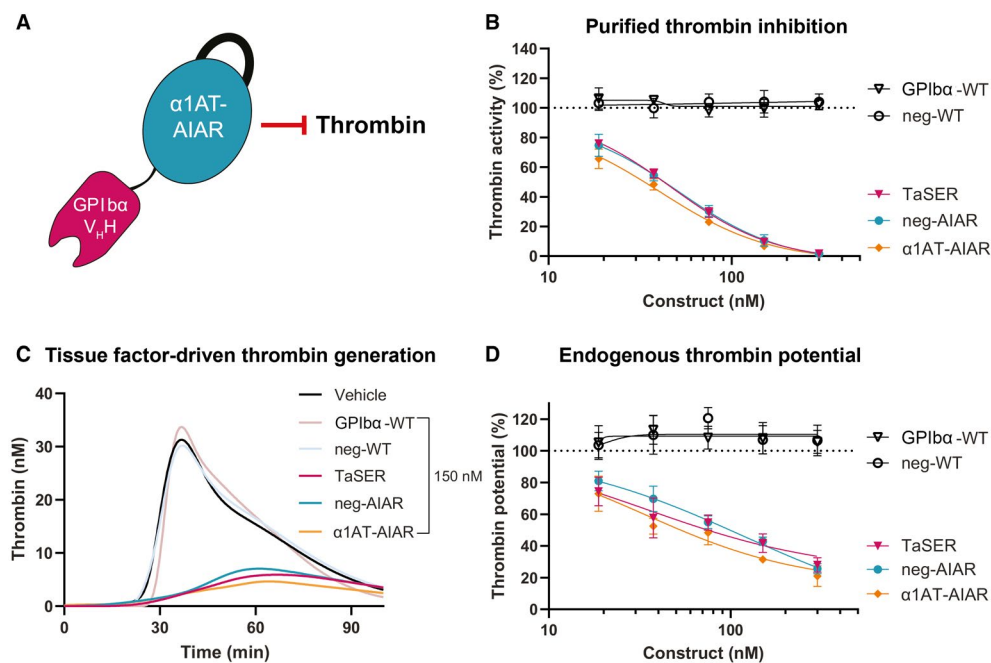 A
α1AT-
AIAR
Thrombin
GPIbα
VHH
B
Purified thrombin inhibition
Thrombin activity (%)
140
120
100
80
60
40
20
0
10
100
Construct (nM)
GPIbα-WT
neg-WT
TaSER
neg-AIAR
α1AT-AIAR
C
Tissue factor-driven thrombin generation
Thrombin (nM)
40
30
20
10
0
0
30
60
90
Time (min)
Vehicle
GPIbα-WT
neg-WT
TaSER
neg-AIAR
α1AT-AIAR
150 nM
D
Endogenous thrombin potential
Thrombin potential (%)
120
100
80
60
40
20
0
10
100
Construct (nM)
GPIbα-WT
neg-WT
TaSER
neg-AIAR
α1AT-AIAR